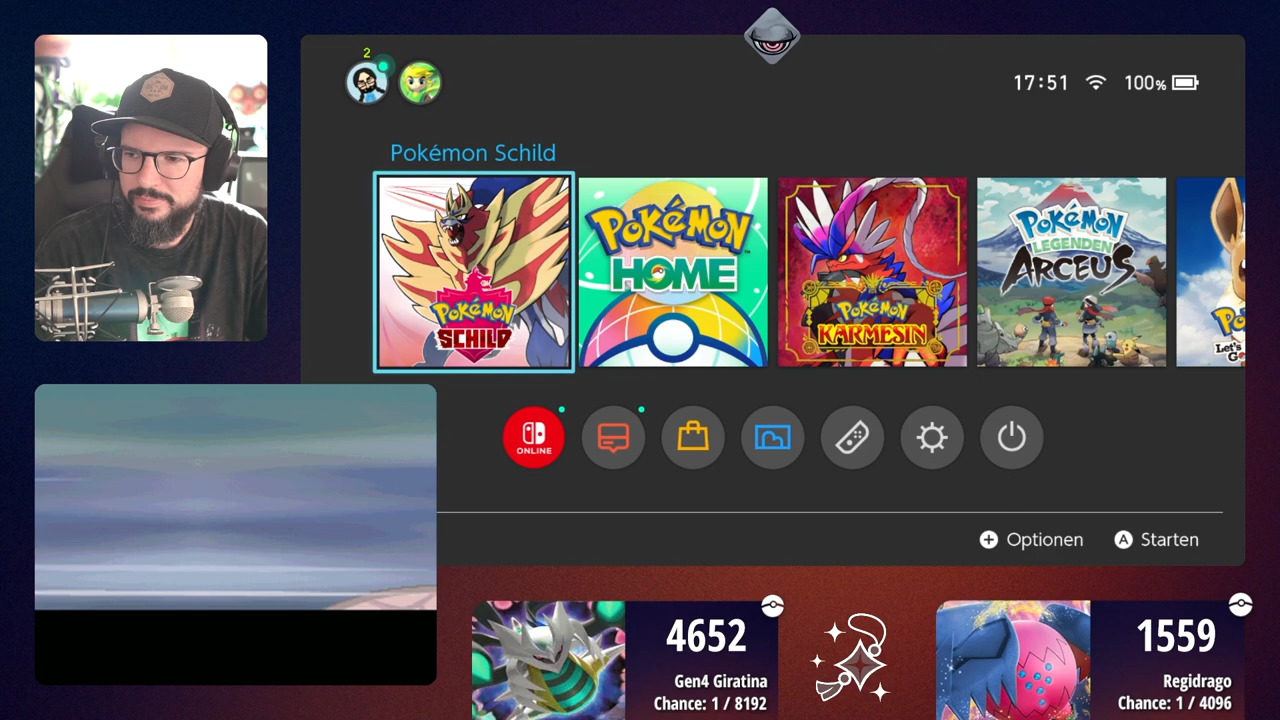 2
17:51
100%
Pokémon Schild
POKÉMON
SCHILD
POKÉMON
HOME
POKÉMON
KARMESIN
POKÉMON
LEGENDEN
ARCEUS
Let's
ONLINE
Optionen
A Starten
4652
Gen4 Giratina
Chance: 1 / 8192
1559
Regidrago
Chance: 1 / 4096